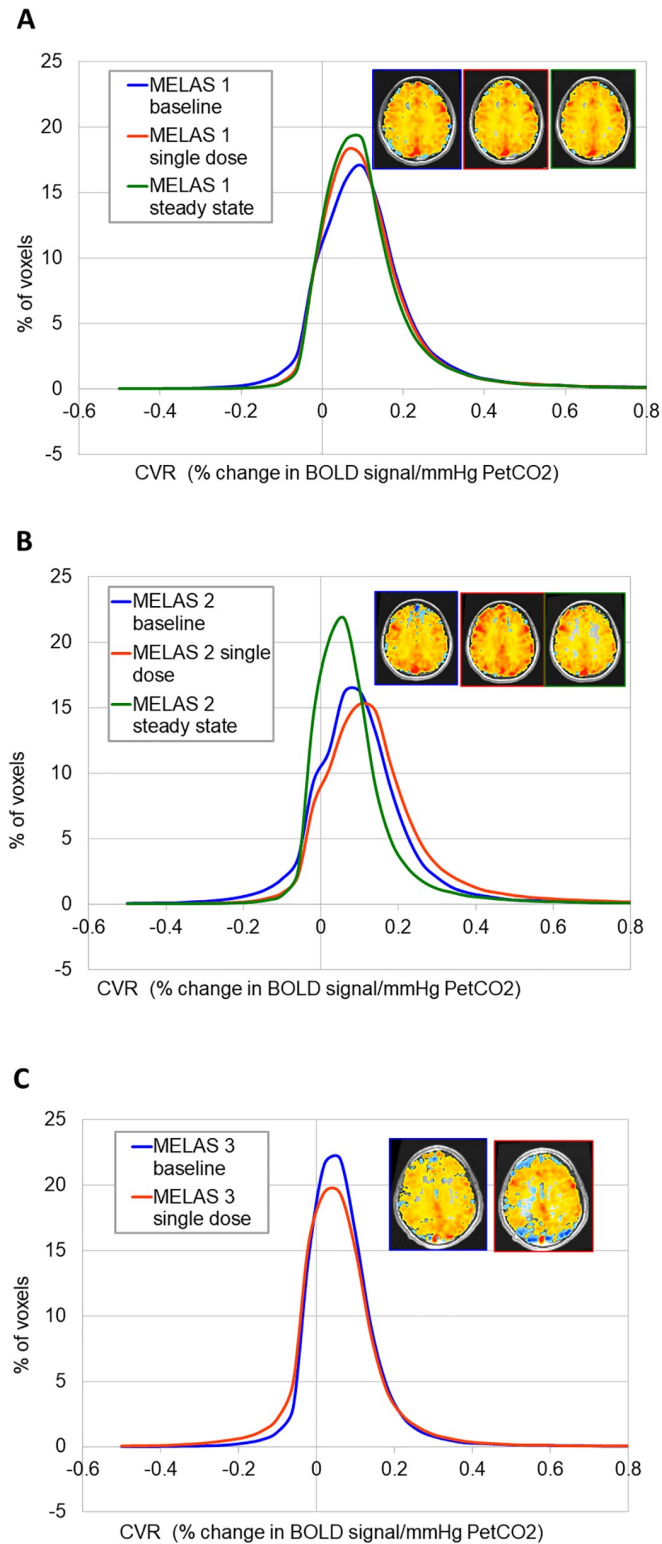 A
25
20
15
10
5
0
-5
-0.6
-0.4
-0.2
0
0.2
0.4
0.6
0.8
% of voxels
MELAS 1
baseline
MELAS 1
single dose
MELAS 1
steady state
CVR (% change in BOLD signal/mmHg PetCO2)
B
25
20
15
10
5
0
-5
-0.6
-0.4
-0.2
0
0.2
0.4
0.6
0.8
% of voxels
MELAS 2
baseline
MELAS 2 single
dose
MELAS 2
steady state
CVR (% change in BOLD signal/mmHg PetCO2)
C
25
20
15
10
5
0
-5
-0.6
-0.4
-0.2
0
0.2
0.4
0.6
0.8
% of voxels
MELAS 3
baseline
MELAS 3
single dose
CVR (% change in BOLD signal/mmHg PetCO2)